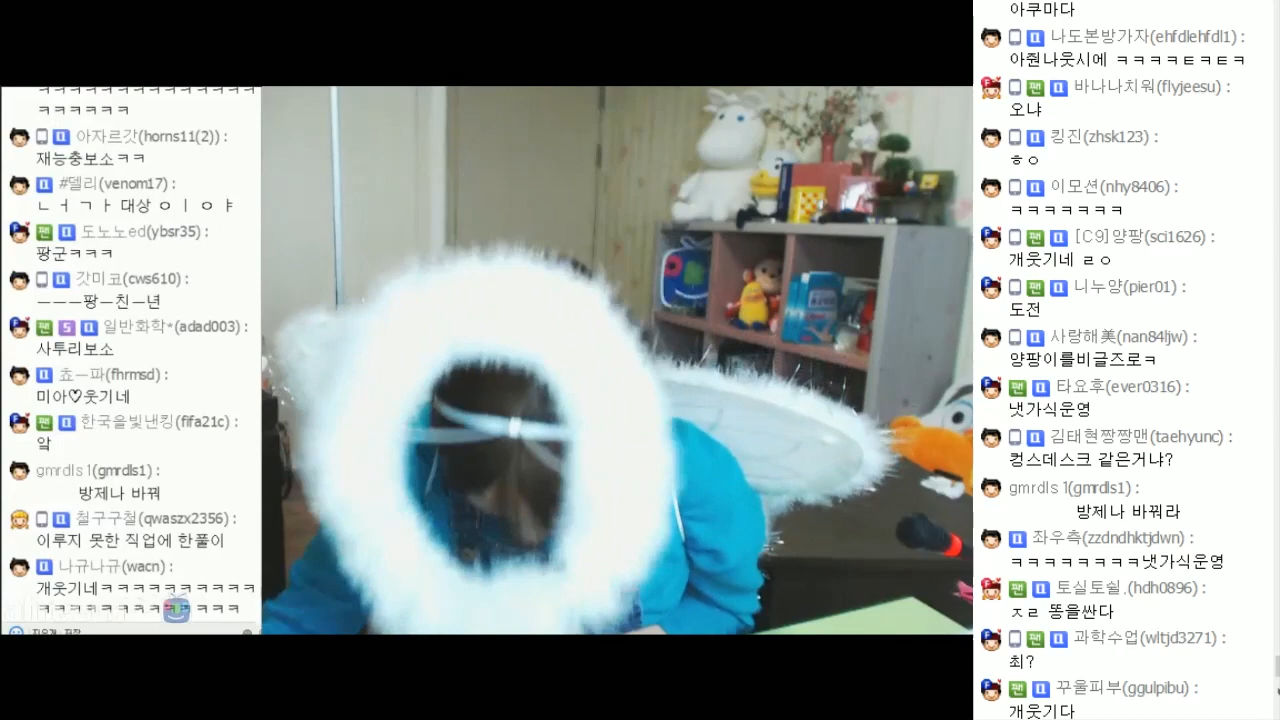 ㅋㅋㅋㅋㅋㅋ
아자르갓(horns11(2)) :
재능충보소ㅋㅋ
#델리(venom17) :
ㄴㅓㄱㅏ 대상 ㅇㅣㅇㅑ
도노노ed(ybsr35) :
팡군ㅋㅋㅋ
갓미코(cws610) :
ㅡㅡㅡ팡ㅡ친ㅡ년
일반화학*(adad003) :
사투리보소
쵸ㅡ파(fhrmsd) :
미아♡웃기네
한국을빛낸킹(fifa21c) :
앜
gmrdls1(gmrdls1) :
방제나 바꿔
철구구철(qwaszx2356) :
이루지 못한 직업에 한풀이
나규나규(wacn) :
개웃기네ㅋㅋㅋㅋㅋㅋㅋㅋㅋㅋ
아쿠마다
나도본방가자(ehfdlehfdl1) :
아줜나웃시에 ㅋㅋㅋㅋㅌㅋㅌㅋ
바나나치워(flyjeesu) :
오냐
킹진(zhsk123) :
ㅎㅇ
이모션(nhy8406) :
ㅋㅋㅋㅋㅋㅋㅋ
[C9]양팡(sci1626) :
개웃기네 ㄹㅇ
니누양(pier01) :
도전
사랑해美(nan84ljw) :
양팡이를비글즈로ㅋ
타요후(ever0316) :
냇가식운영
김태현짱짱맨(taehyunc) :
컹스데스크 같은거냐?
gmrdls1(gmrdls1) :
방제나 바꿔라
좌우측(zzdndhktjdwn) :
ㅋㅋㅋㅋㅋㅋㅋㅋ냇가식운영
토실토쉴.(hdh0896) :
ㅈㄹ 똥을싼다
과학수업(wltjd3271) :
최?
꾸울피부(ggulpibu) :
개웃기다